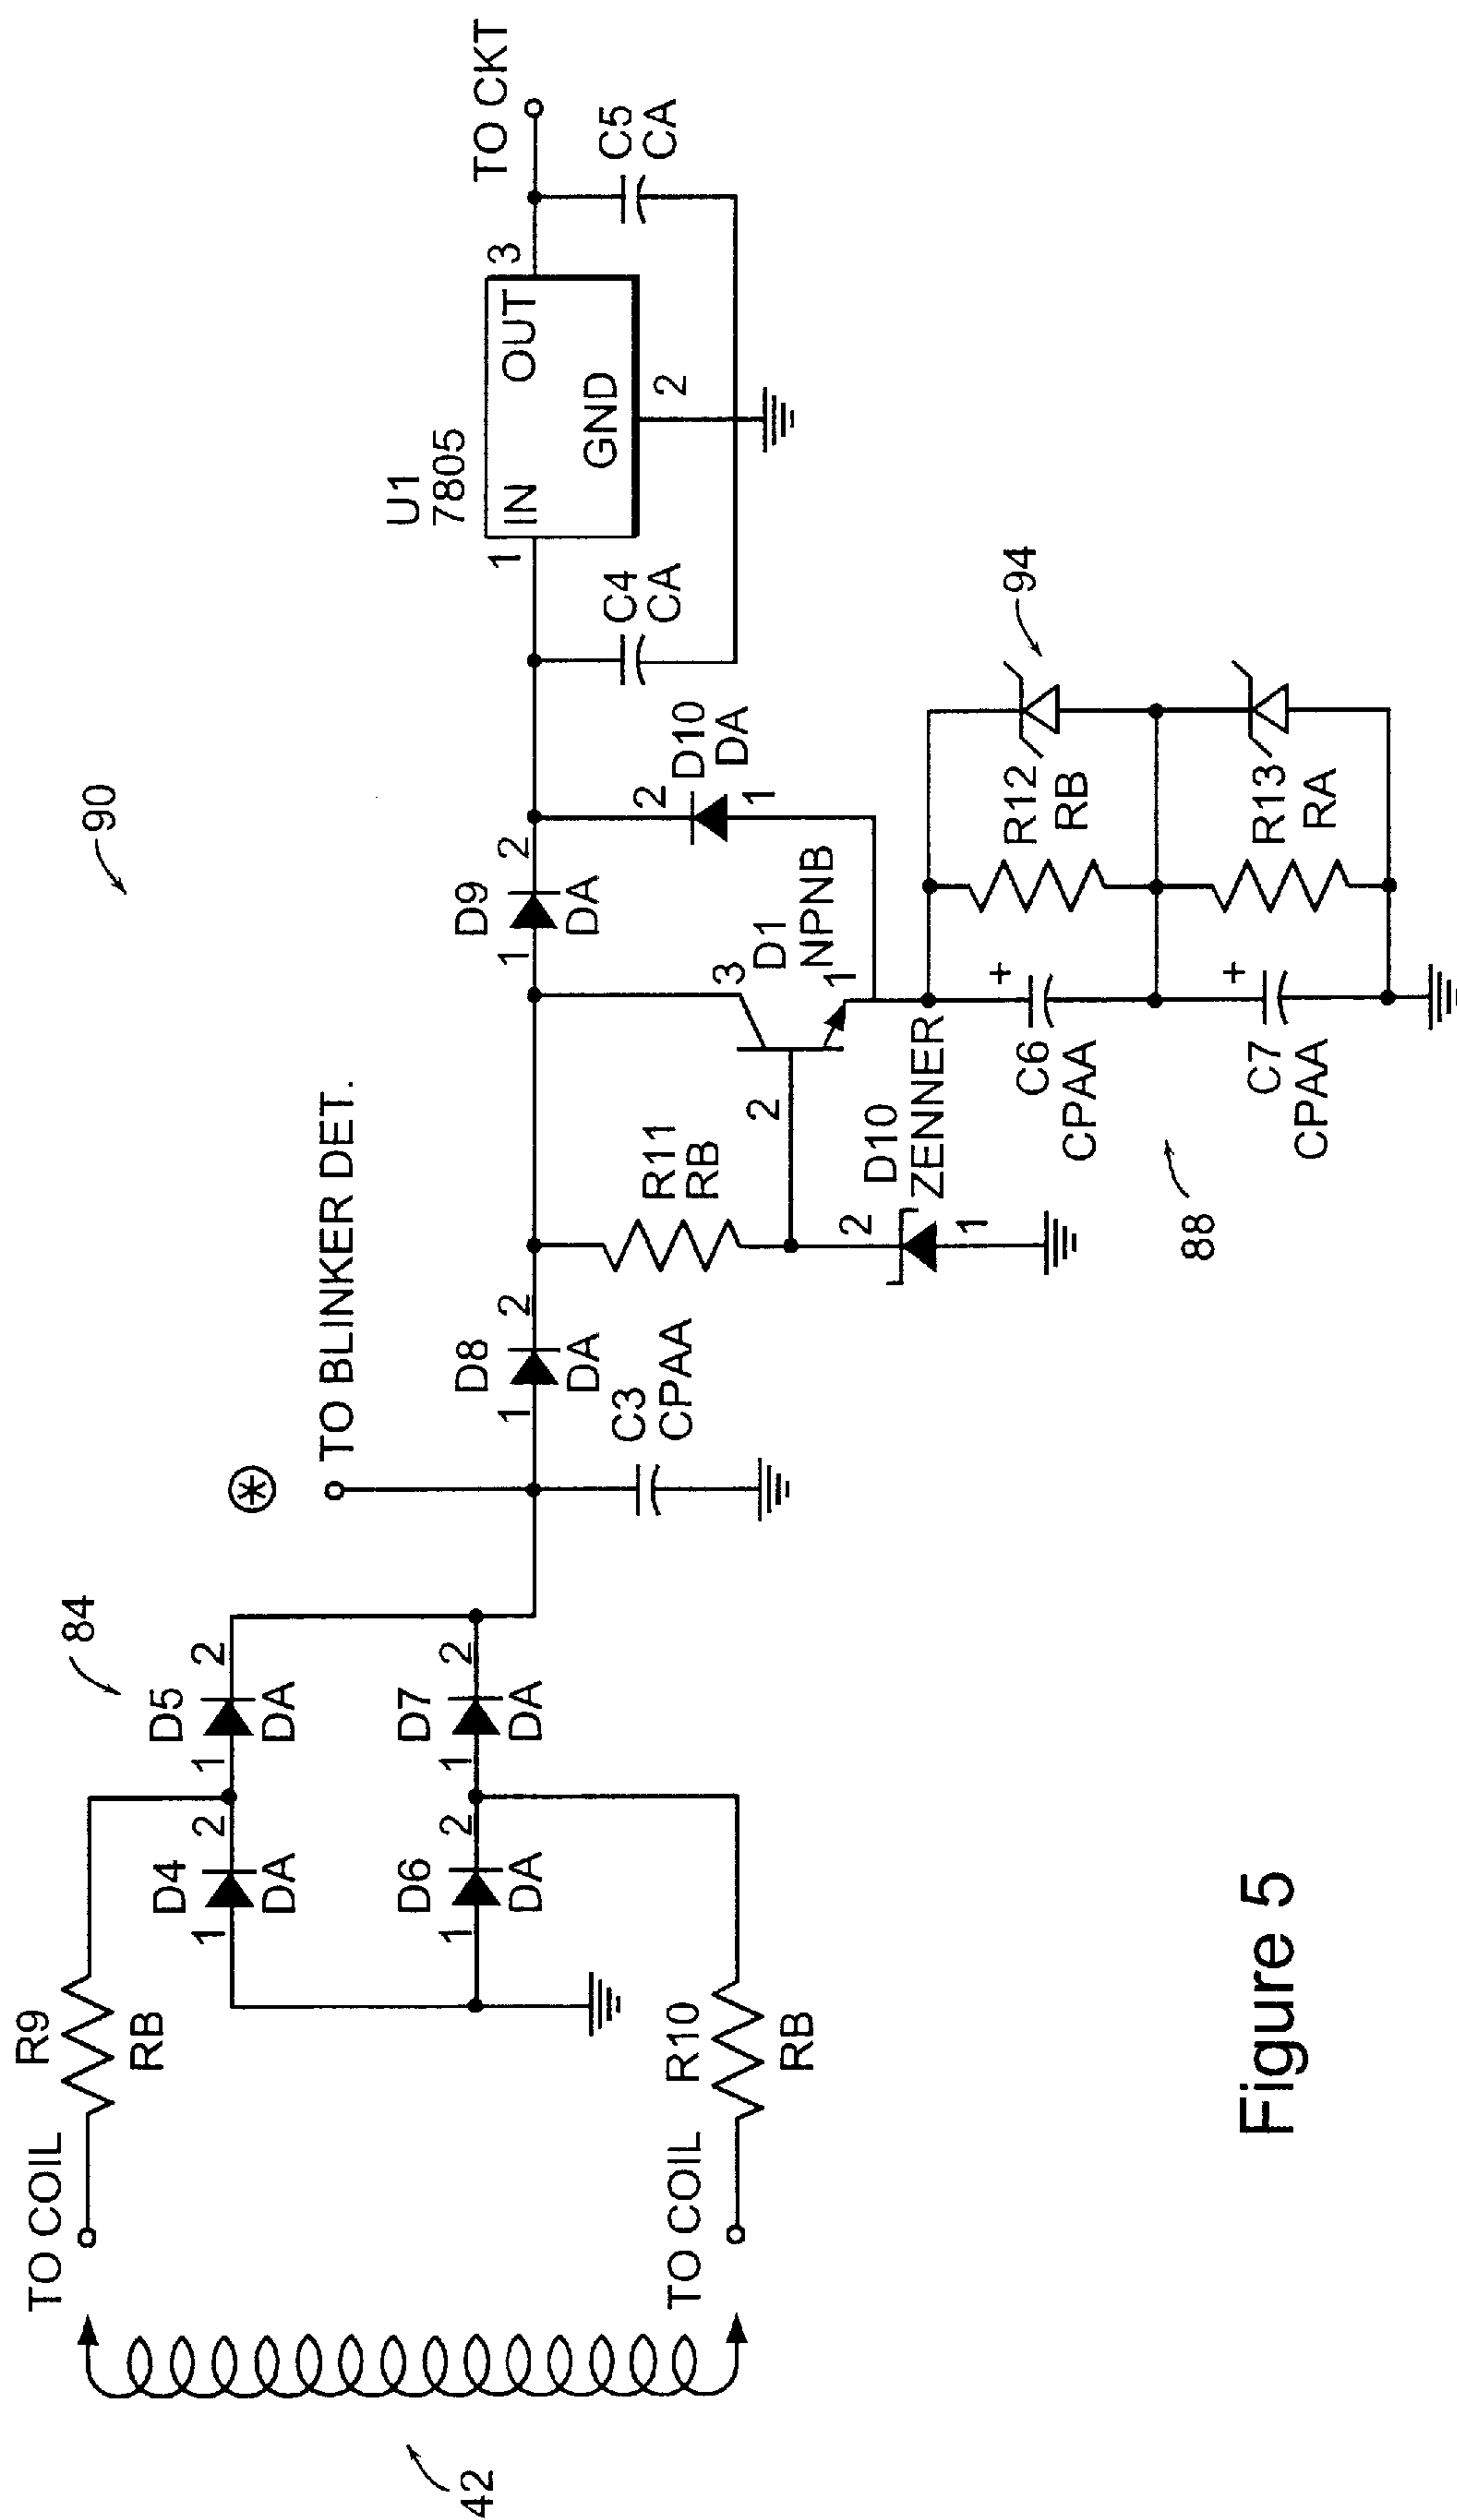 90
84
42
TO COIL
R9
RB
D4
DA
1
2
D5
DA
1
2
D6
DA
1
2
D7
DA
1
2
TO COIL
R10
RB
TO BLINKER DET.
C3
CPAA
D8
DA
1
2
R11
RB
D10
ZENNER
2
1
2
3
D1
NPNB
1
D9
DA
1
2
D10
DA
2
1
C4
CA
U1
7805
1
IN
OUT
GND
3
2
TO CKT
C5
CA
+
C6
CPAA
+
C7
CPAA
R12
RB
R13
RA
94
88
Figure 5